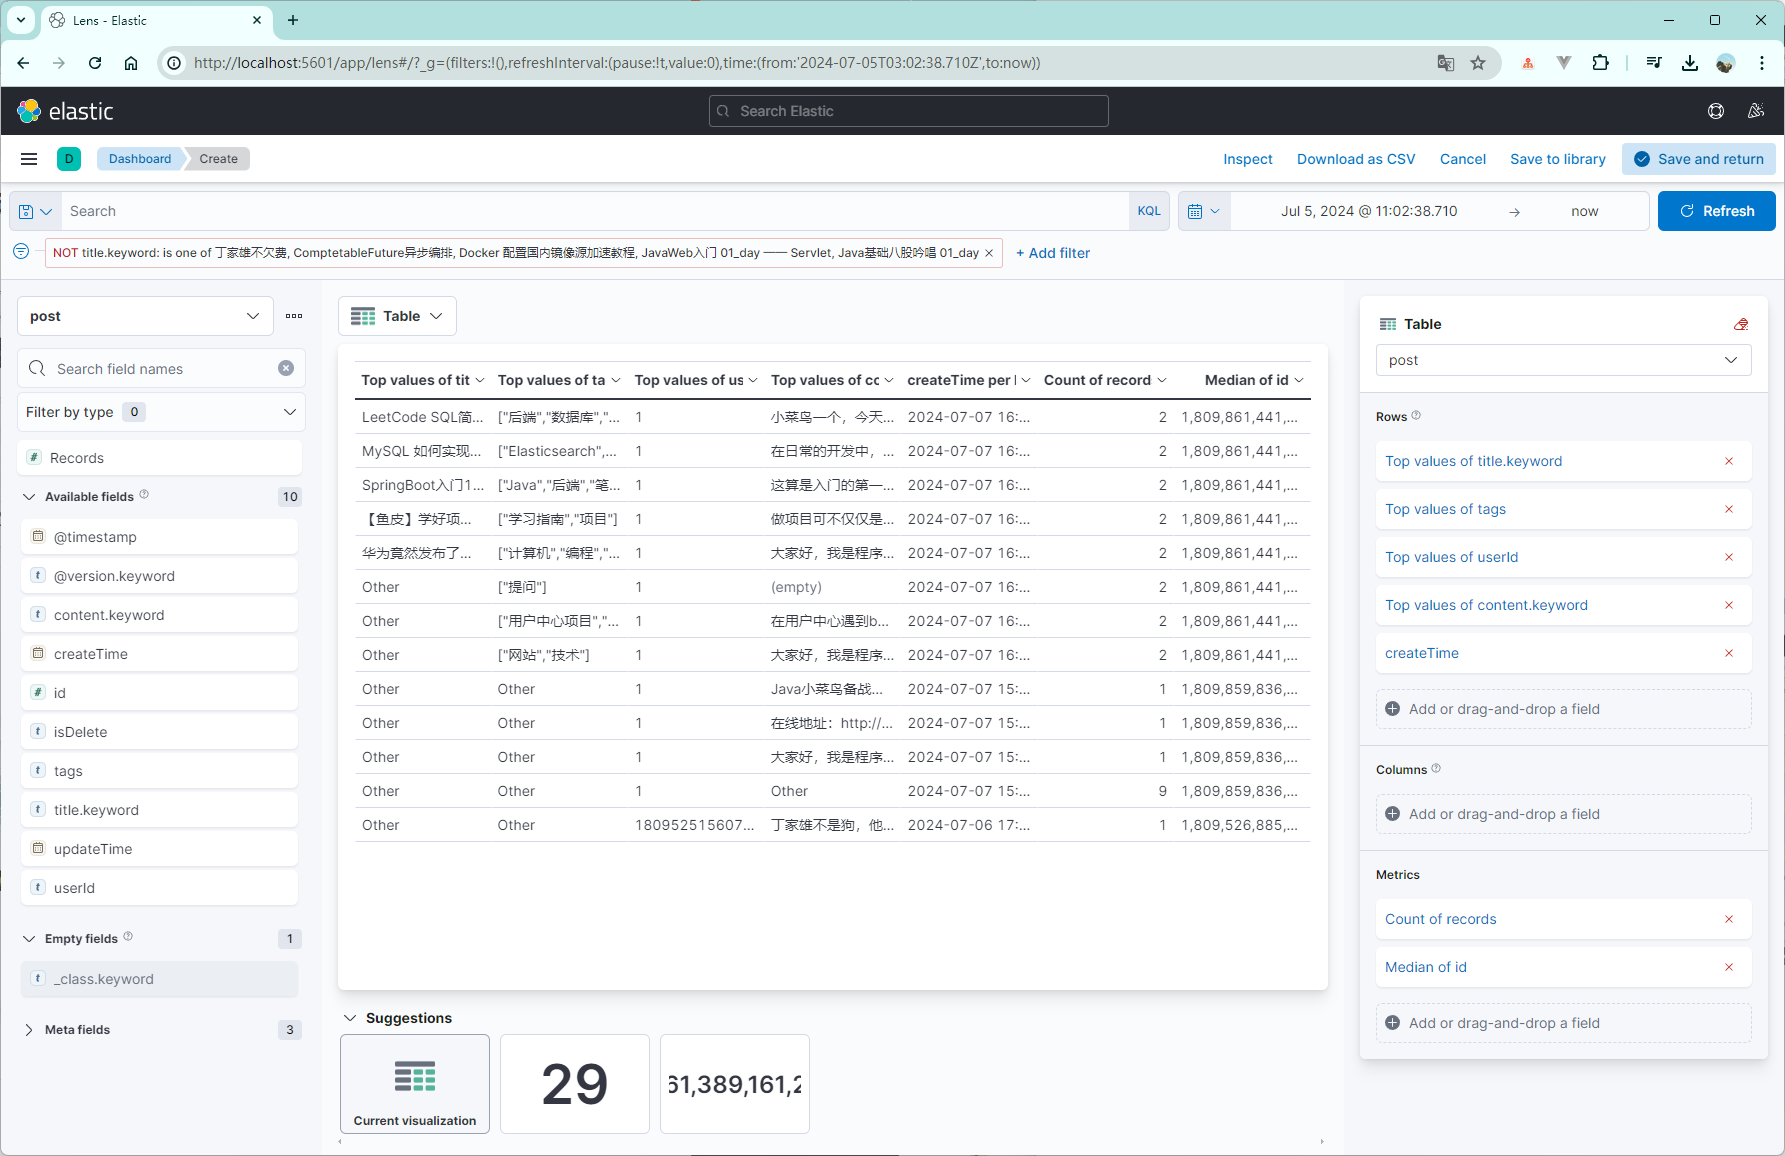 Lens - Elastic
http://localhost:5601/app/lens#/?_g=(filters:!(),refreshInterval:(pause:!t,value:0),time:(from:'2024-07-05T03:02:38.710Z',to:now))
elastic
Search Elastic
D
Dashboard
Create
Inspect
Download as CSV
Cancel
Save to library
Save and return
Search
KQL
Jul 5, 2024 @ 11:02:38.710
→
now
Refresh
NOT title.keyword: is one of 丁家雄不欠费, ComptetableFuture异步编排, Docker 配置国内镜像源加速教程, JavaWeb入门 01_day —— Servlet, Java基础八股吟唱 01_day
+ Add filter
post
Search field names
Filter by type 0
Records
Available fields 10
@timestamp
@version.keyword
content.keyword
createTime
id
isDelete
tags
title.keyword
updateTime
userId
Empty fields 1
_class.keyword
Meta fields 3
Table
Top values of tit Top values of ta Top values of us Top values of cc createTime per l Count of record Median of id
LeetCode SQL简... ["后端","数据库","... 1 小菜鸟一个，今天... 2024-07-07 16:... 2 1,809,861,441,...
MySQL 如何实现... ["Elasticsearch",... 1 在日常的开发中，... 2024-07-07 16:... 2 1,809,861,441,...
SpringBoot入门1... ["Java","后端","笔... 1 这算是入门的第一... 2024-07-07 16:... 2 1,809,861,441,...
【鱼皮】学好项... ["学习指南","项目"] 1 做项目可不仅仅是... 2024-07-07 16:... 2 1,809,861,441,...
华为竟然发布了... ["计算机","编程","... 1 大家好，我是程序... 2024-07-07 16:... 2 1,809,861,441,...
Other ["提问"] 1 (empty) 2024-07-07 16:... 2 1,809,861,441,...
Other ["用户中心项目","... 1 在用户中心遇到b... 2024-07-07 16:... 2 1,809,861,441,...
Other ["网站","技术"] 1 大家好，我是程序... 2024-07-07 16:... 2 1,809,861,441,...
Other Other 1 Java小菜鸟备战... 2024-07-07 15:... 1 1,809,859,836,...
Other Other 1 在线地址：http://... 2024-07-07 15:... 1 1,809,859,836,...
Other Other 1 大家好，我是程序... 2024-07-07 15:... 1 1,809,859,836,...
Other Other 1 Other 2024-07-07 15:... 9 1,809,859,836,...
Other Other 180952515607... 丁家雄不是狗，他... 2024-07-06 17:... 1 1,809,526,885,...
Suggestions
Current visualization
29
61,389,161,2
Table
post
Rows
Top values of title.keyword
Top values of tags
Top values of userId
Top values of content.keyword
createTime
Add or drag-and-drop a field
Columns
Add or drag-and-drop a field
Metrics
Count of records
Median of id
Add or drag-and-drop a field